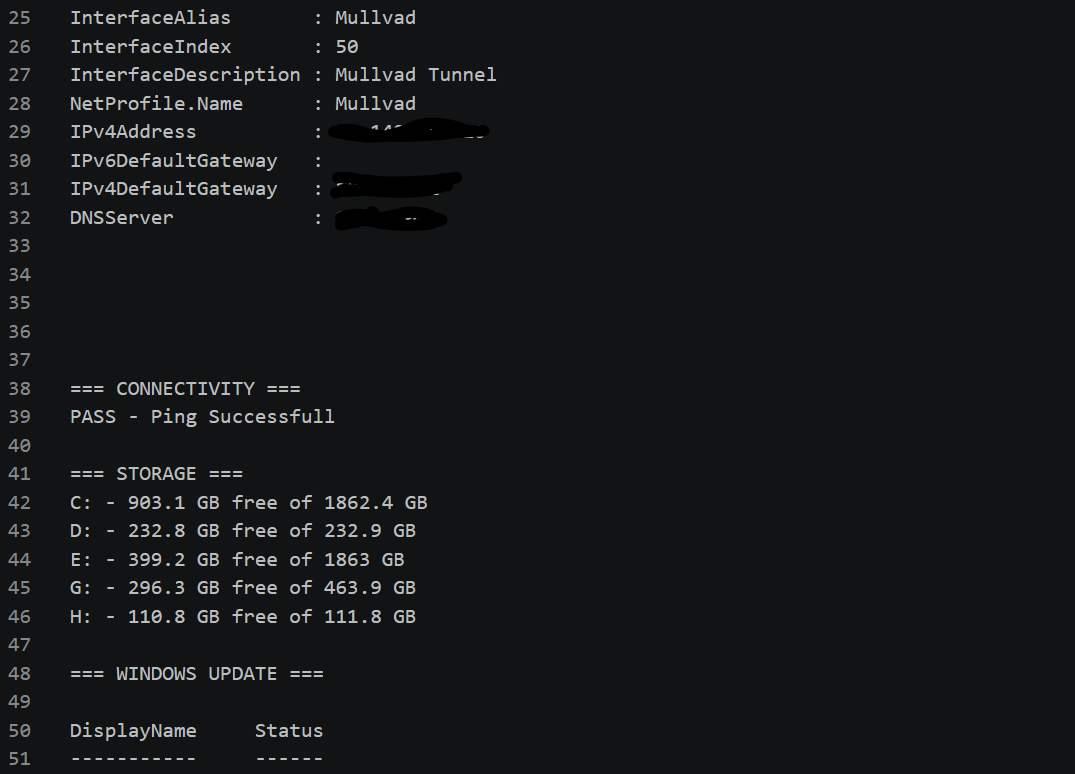 25 InterfaceAlias : Mullvad
26 InterfaceIndex : 50
27 InterfaceDescription : Mullvad Tunnel
28 NetProfile.Name : Mullvad
29 IPv4Address :
30 IPv6DefaultGateway :
31 IPv4DefaultGateway :
32 DNSServer :
33
34
35
36
37
38 === CONNECTIVITY ===
39 PASS - Ping Successfull
40
41 === STORAGE ===
42 C: - 903.1 GB free of 1862.4 GB
43 D: - 232.8 GB free of 232.9 GB
44 E: - 399.2 GB free of 1863 GB
45 G: - 296.3 GB free of 463.9 GB
46 H: - 110.8 GB free of 111.8 GB
47
48 === WINDOWS UPDATE ===
49
50 DisplayName Status
51 ----------- ------